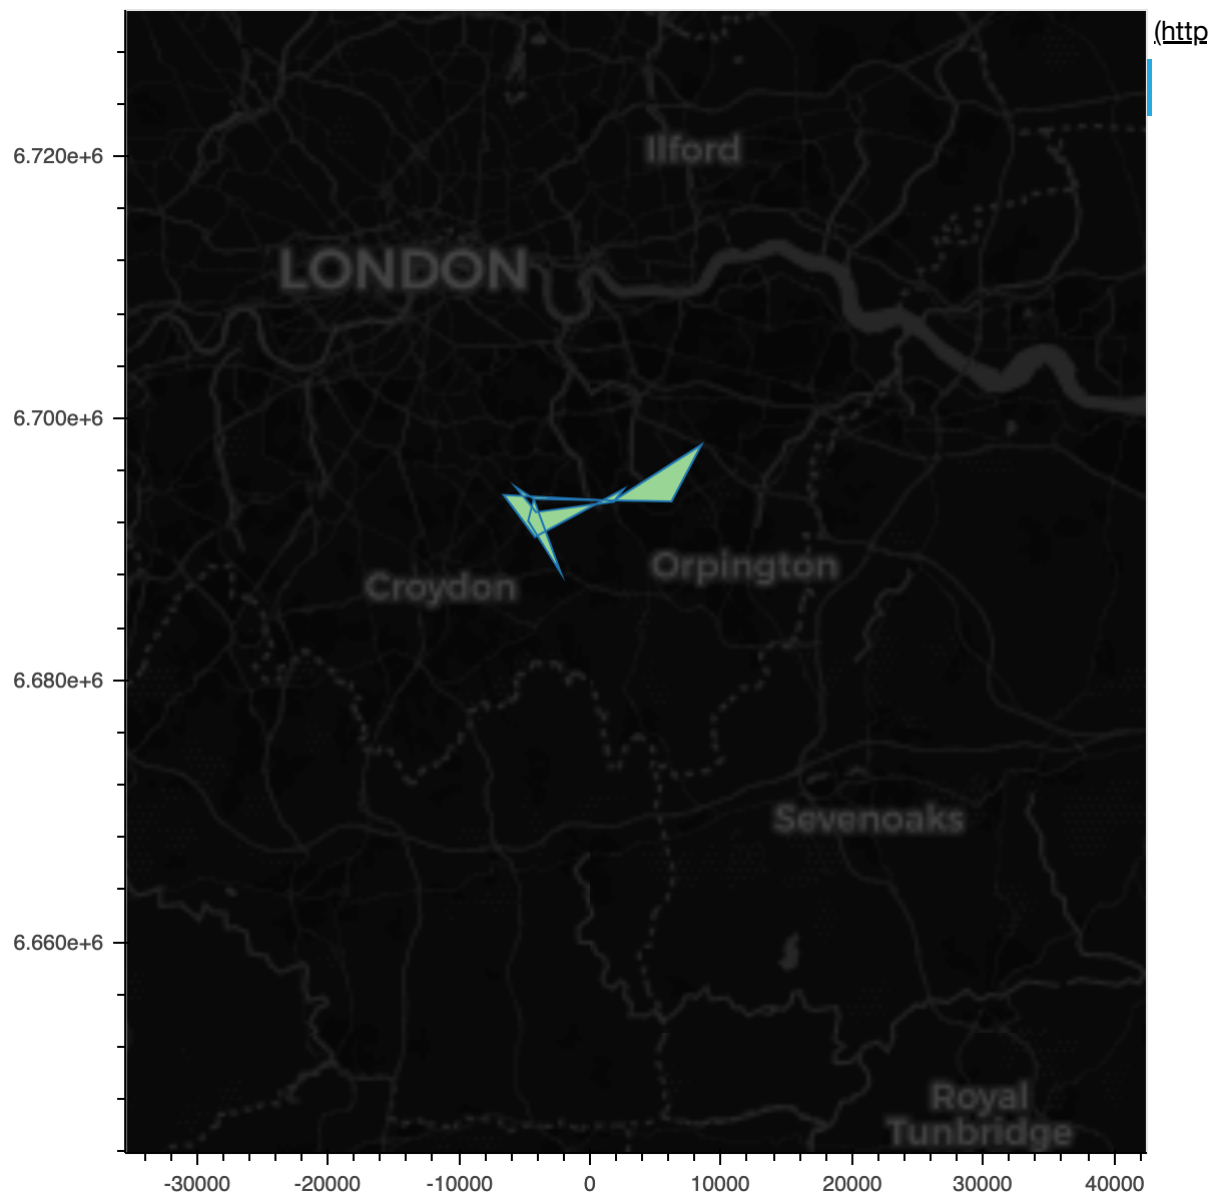 (http
6.720e+6
Ilford
LONDON
6.700e+6
Orpington
Croydon
6.680e+6
Sevenoaks
6.660e+6
Royal
Tunbridge
-30000 -20000 -10000 0 10000 20000 30000 40000